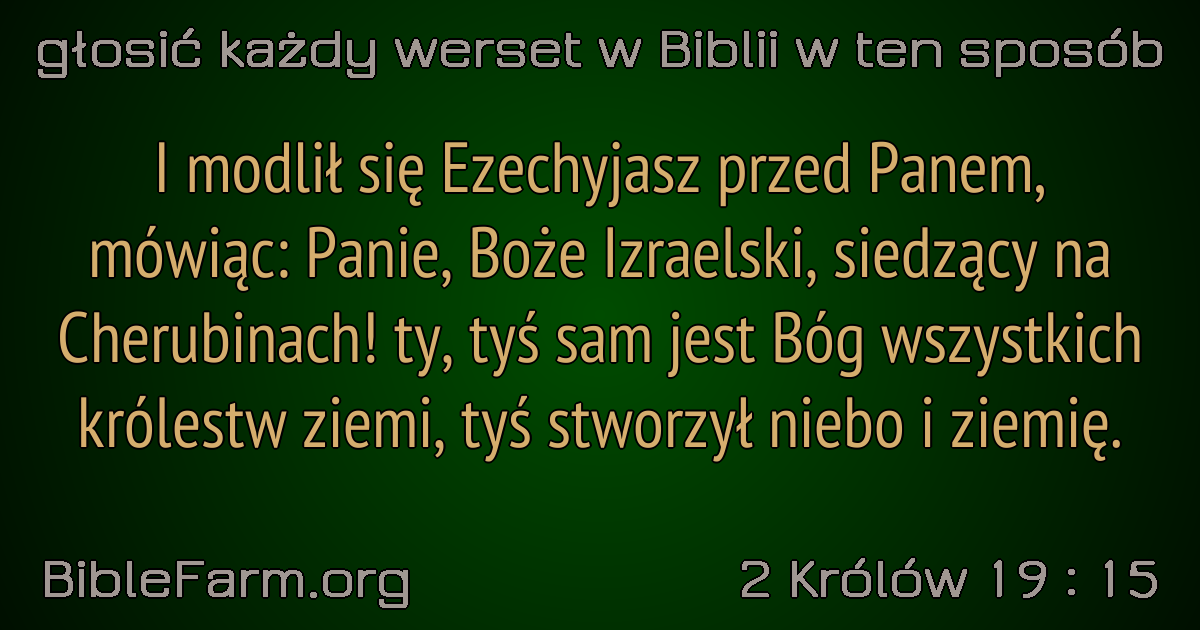 głosić każdy werset w Biblii w ten sposób
I modlił się Ezechyjasz przed Panem,
mówiąc: Panie, Boże Izraelski, siedzący na
Cherubinach! ty, tyś sam jest Bóg wszystkich
królestw ziemi, tyś stworzył niebo i ziemię.
BibleFarm.org
2 Królów 19 : 15